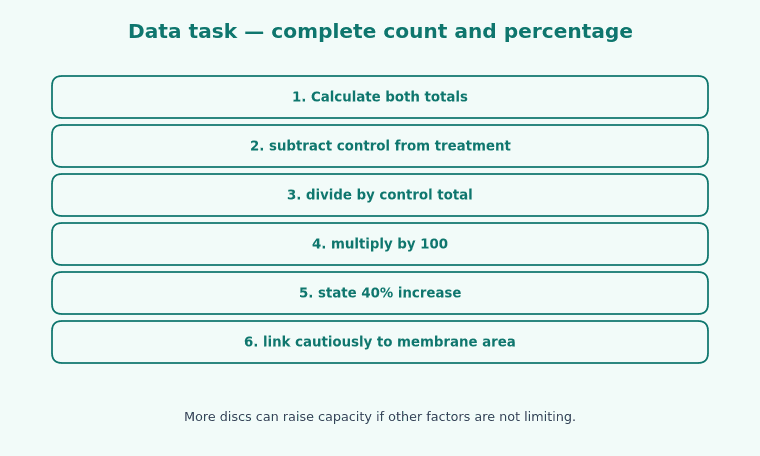 Data task — complete count and percentage
1. Calculate both totals
2. subtract control from treatment
3. divide by control total
4. multiply by 100
5. state 40% increase
6. link cautiously to membrane area
More discs can raise capacity if other factors are not limiting.